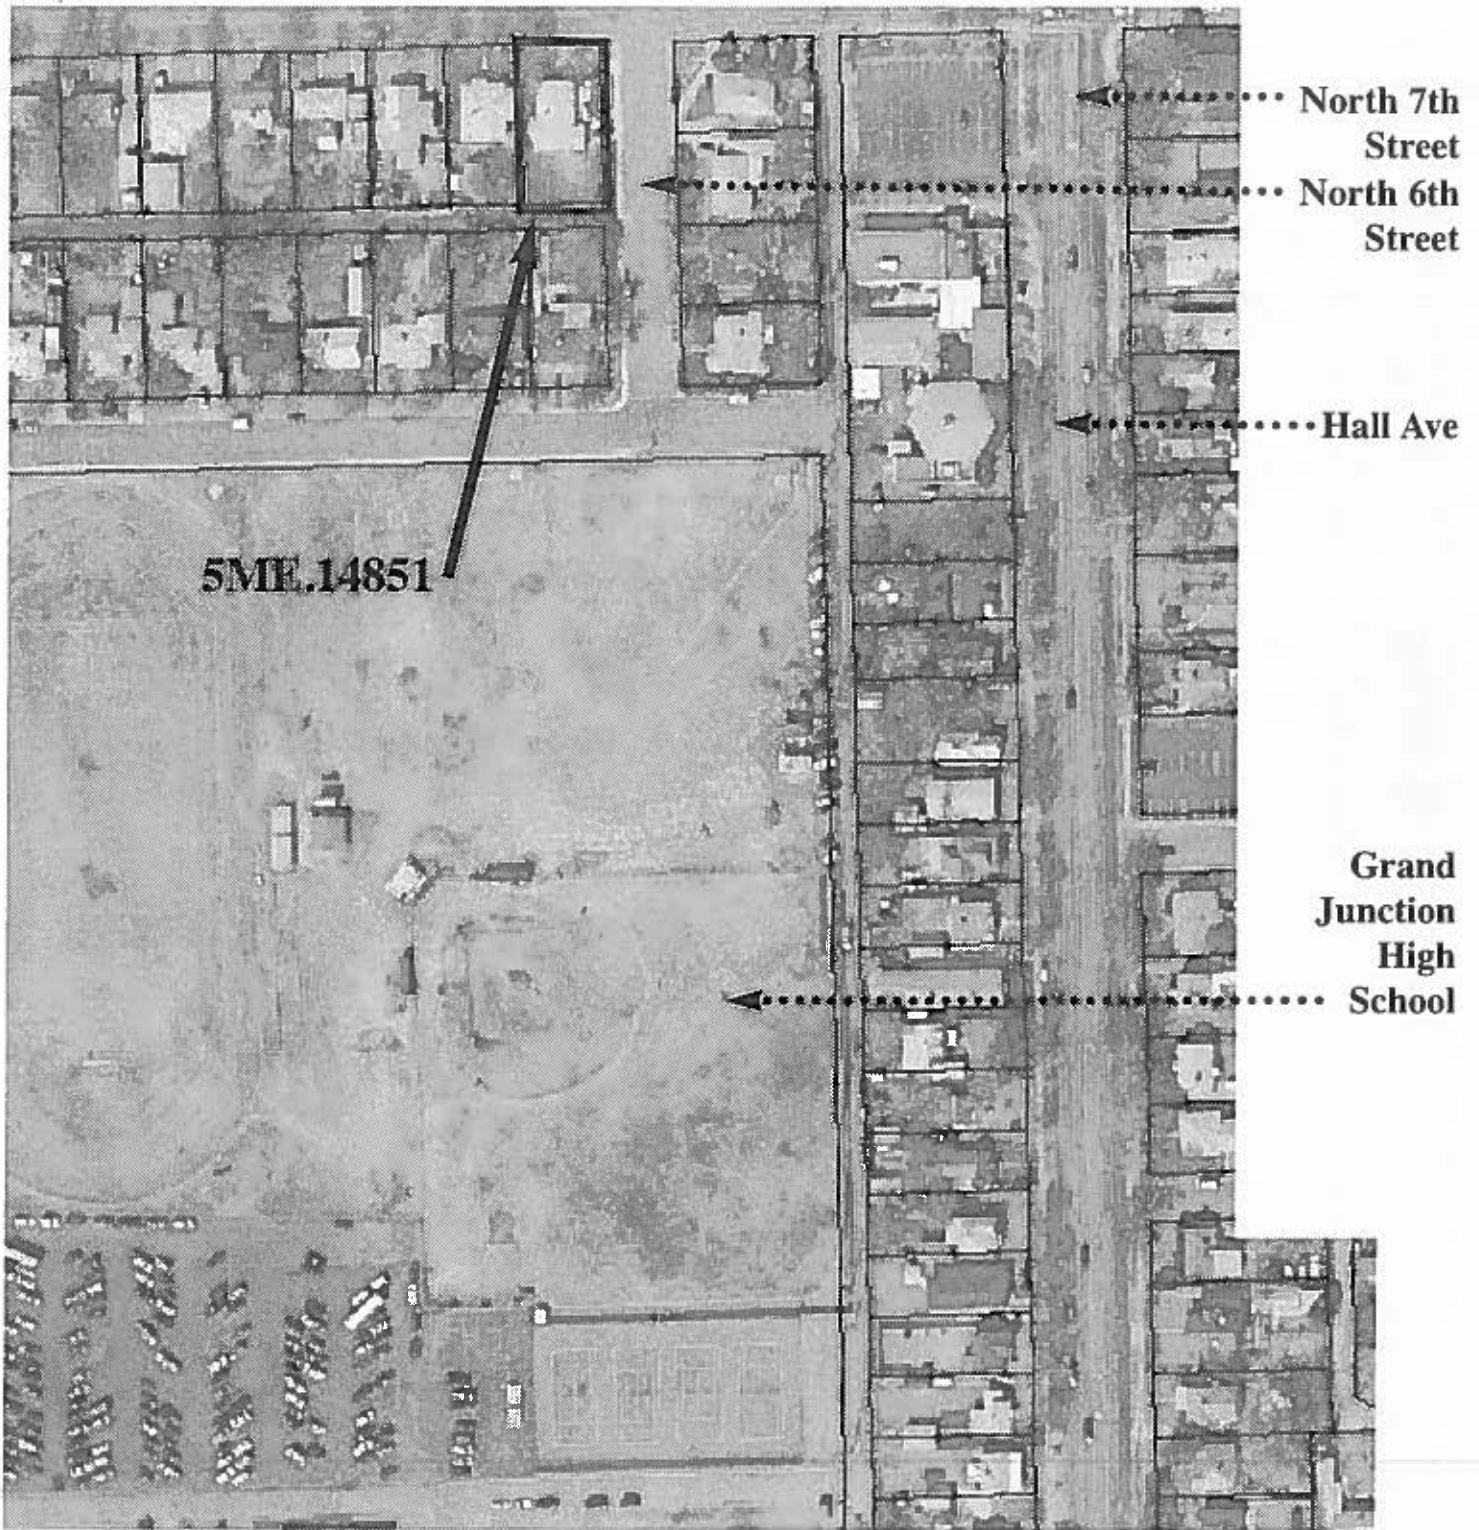 North 7th
Street
North 6th
Street
Hall Ave
5ME.14851
Grand
Junction
High
School